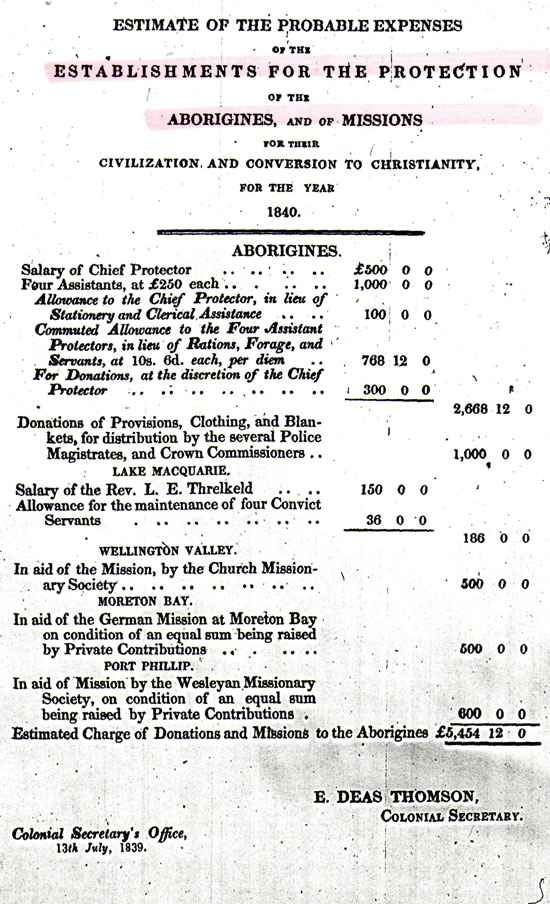 ESTIMATE OF THE PROBABLE EXPENSES
OF THE
ESTABLISHMENTS FOR THE PROTECTION
OF THE
ABORIGINES, AND OF MISSIONS
FOR THEIR
CIVILIZATION, AND CONVERSION TO CHRISTIANITY,
FOR THE YEAR
1840.
ABORIGINES.
Salary of Chief Protector .. .. .. .. £500 0 0
Four Assistants, at £250 each .. .. .. .. 1,000 0 0
Allowance to the Chief Protector, in lieu of
Stationery and Clerical Assistance .. .. 100 0 0
Commuted Allowance to the Four Assistant
Protectors, in lieu of Rations, Forage, and
Servants, at 10s. 6d. each, per diem .. 768 12 0
For Donations, at the discretion of the Chief
Protector .. .. .. .. .. .. .. 300 0 0
2,668 12 0
Donations of Provisions, Clothing, and Blan-
kets, for distribution by the several Police
Magistrates, and Crown Commissioners .. 1,000 0 0
LAKE MACQUARIE.
Salary of the Rev. L. E. Threlkeld .. .. 150 0 0
Allowance for the maintenance of four Convict
Servants .. .. .. .. .. .. .. 36 0 0
186 0 0
WELLINGTON VALLEY.
In aid of the Mission, by the Church Mission-
ary Society .. .. .. .. .. .. .. 500 0 0
MORETON BAY.
In aid of the German Mission at Moreton Bay
on condition of an equal sum being raised
by Private Contributions .. .. .. .. 500 0 0
PORT PHILLIP.
In aid of Mission by the Wesleyan Missionary
Society, on condition of an equal sum
being raised by Private Contributions . 600 0 0
Estimated Charge of Donations and Missions to the Aborigines £5,454 12 0
E. DEAS THOMSON,
COLONIAL SECRETARY.
Colonial Secretary's Office,
13th July, 1839.